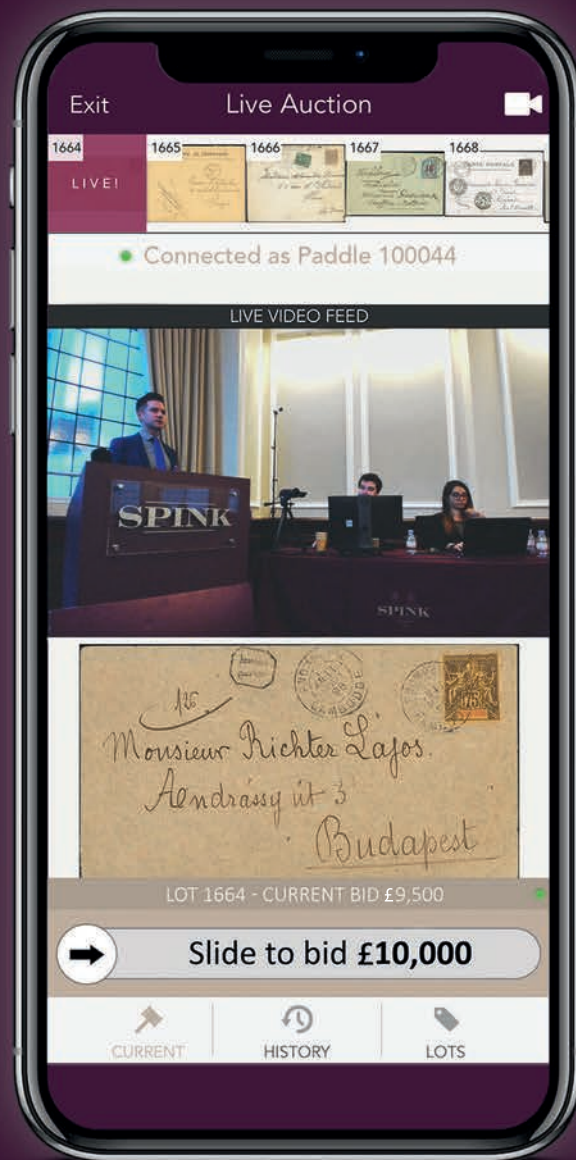 Exit
Live Auction
1664
1665
1666
1667
1668
LIVE!
Connected as Paddle 100044
LIVE VIDEO FEED
SPINK
SPINK
126
75
Monsieur Richter Lajos.
Aendrássy út 3
Budapest
LOT 1664 - CURRENT BID £9,500
Slide to bid £10,000
CURRENT
HISTORY
LOTS